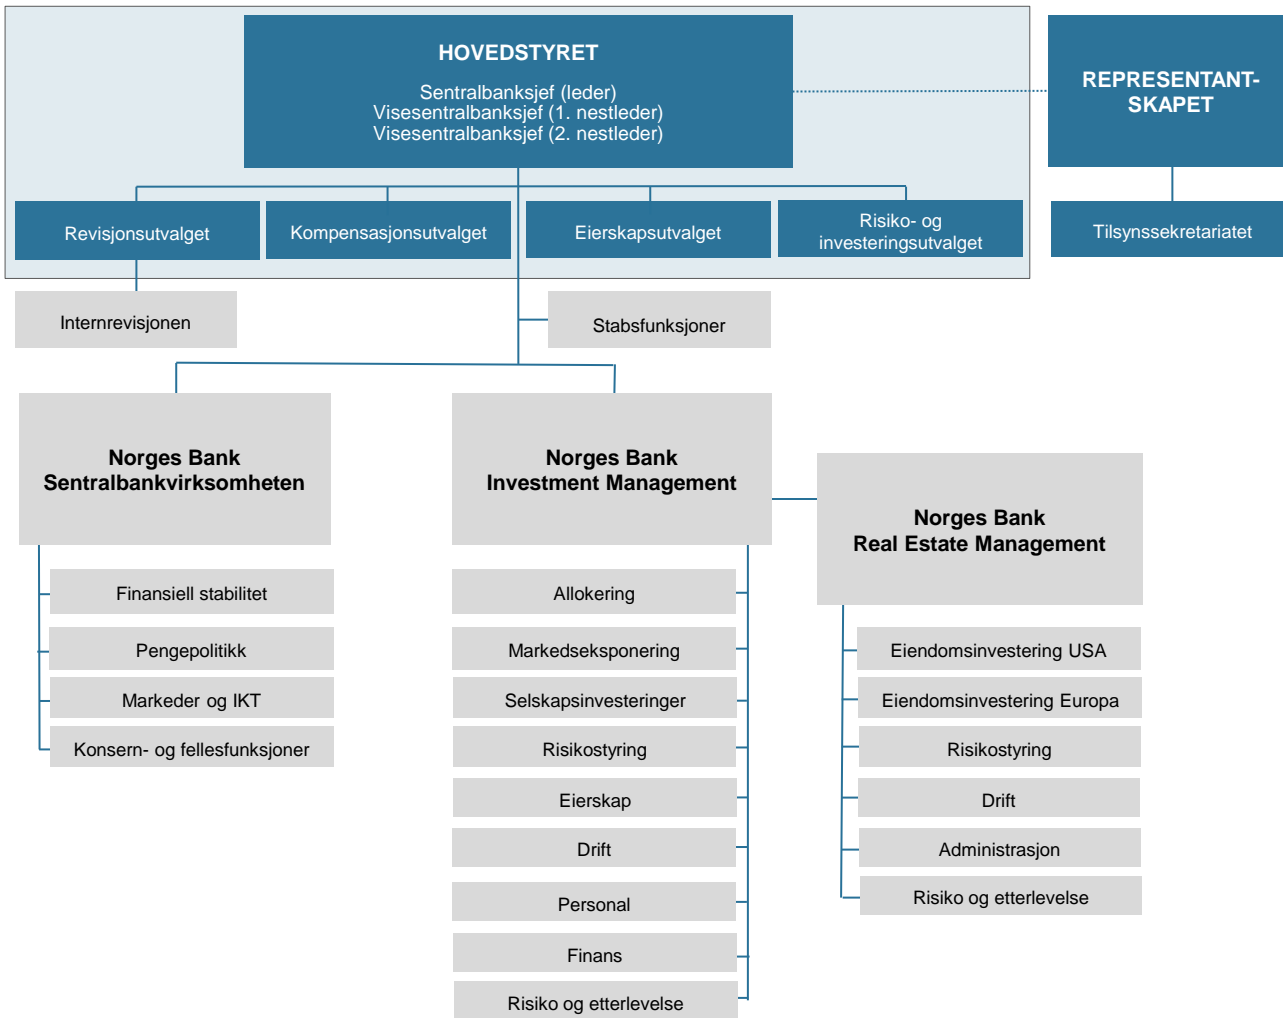 HOVEDSTYRET
Sentralbanksjef (leder)
Visesentralbanksjef (1. nestleder)
Visesentralbanksjef (2. nestleder)
REPRESENTANT-
SKAPET
Revisjonsutvalget
Kompensasjonsutvalget
Eierskapsutvalget
Risiko- og
investeringsutvalget
Tilsynssekretariatet
Internrevisjonen
Stabsfunksjoner
Norges Bank
Sentralbankvirksomheten
Finansiell stabilitet
Pengepolitikk
Markeder og IKT
Konsern- og fellesfunksjoner
Norges Bank
Investment Management
Allokering
Markedseksponering
Selskapsinvesteringer
Risikostyring
Eierskap
Drift
Personal
Finans
Risiko og etterlevelse
Norges Bank
Real Estate Management
Eiendomsinvestering USA
Eiendomsinvestering Europa
Risikostyring
Drift
Administrasjon
Risiko og etterlevelse